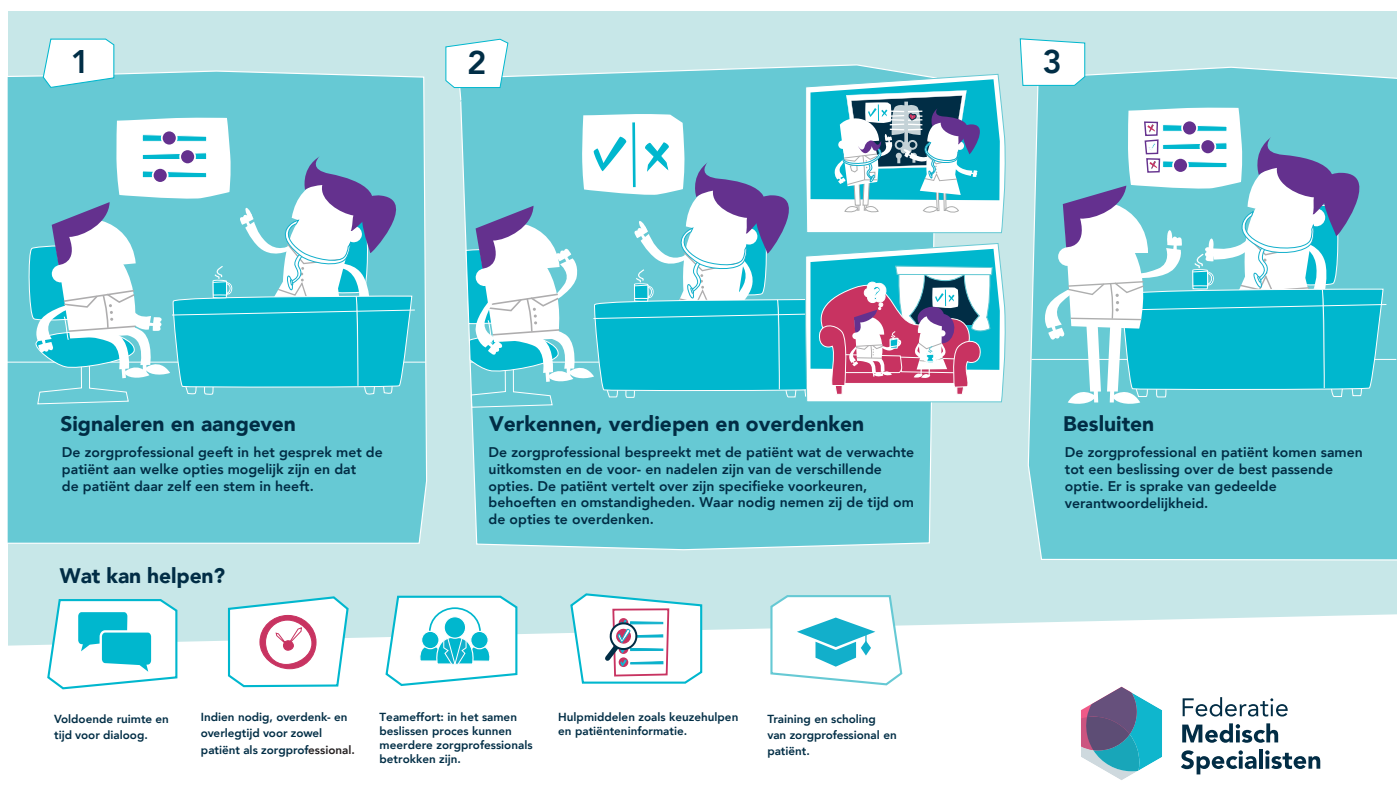 1
2
3
Signaleren en aangeven
De zorgprofessional geeft in het gesprek met de
patiënt aan welke opties mogelijk zijn en dat
de patiënt daar zelf een stem in heeft.
Verkennen, verdiepen en overdenken
De zorgprofessional bespreekt met de patiënt wat de verwachte
uitkomsten en de voor- en nadelen zijn van de verschillende
opties. De patiënt vertelt over zijn specifieke voorkeuren,
behoeften en omstandigheden. Waar nodig nemen zij de tijd om
de opties te overdenken.
Besluiten
De zorgprofessional en patiënt komen samen
tot een beslissing over de best passende
optie. Er is sprake van gedeelde
verantwoordelijkheid.
Wat kan helpen?
Voldoende ruimte en
tijd voor dialoog.
Indien nodig, overdenk- en
overlegtijd voor zowel
patiënt als zorgprofessional.
Teameffort: in het samen
beslissen proces kunnen
meerdere zorgprofessionals
betrokken zijn.
Hulpmiddelen zoals keuzehulpen
en patiënteninformatie.
Training en scholing
van zorgprofessional en
patiënt.
Federatie
Medisch
Specialisten